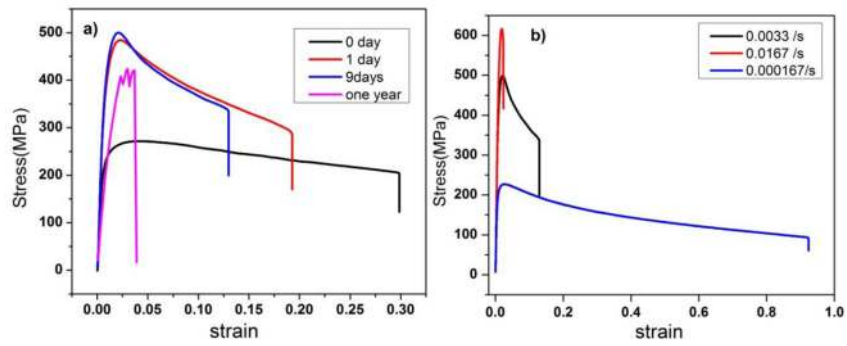 a)
0 day
1 day
9days
one year
500
400
300
200
100
0
Stress(MPa)
0.00 0.05 0.10 0.15 0.20 0.25 0.30
strain
b)
0.0033 /s
0.0167 /s
0.000167/s
600
500
400
300
200
100
0
Stress(MPa)
0.0 0.2 0.4 0.6 0.8 1.0
strain